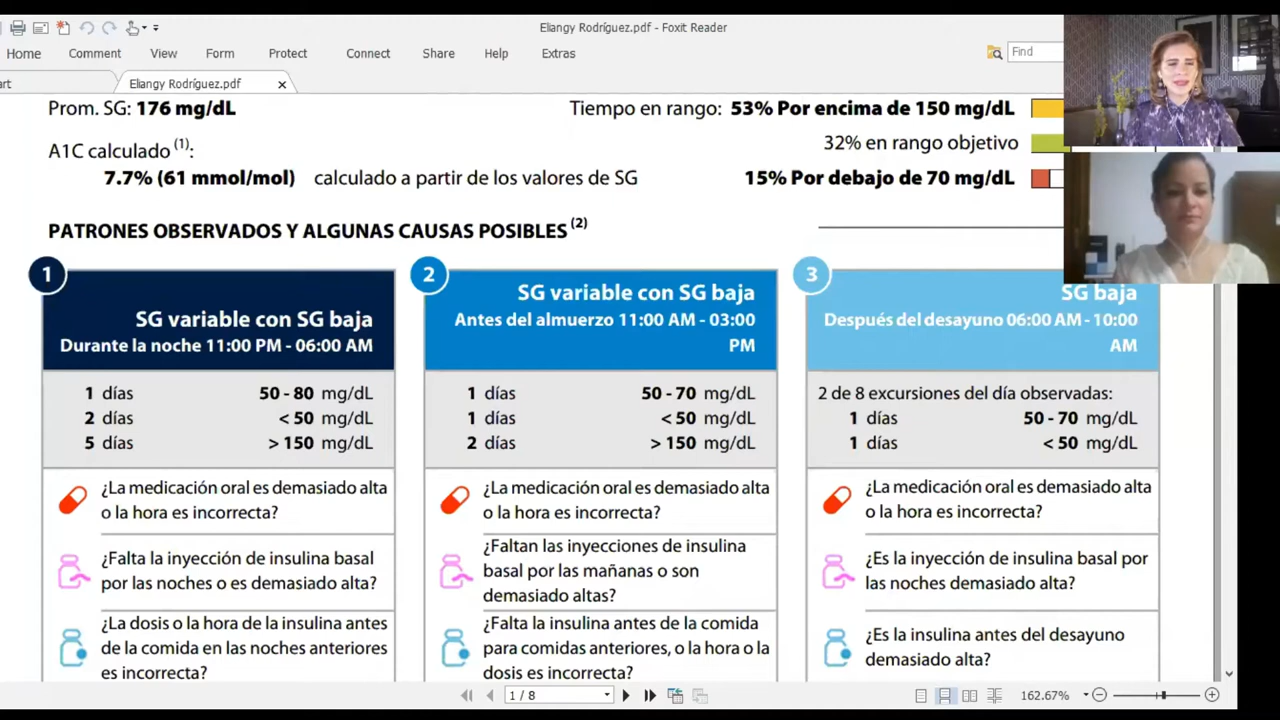 Eliangy Rodríguez.pdf - Foxit Reader
Home Comment View Form Protect Connect Share Help Extras
Find
art
Eliangy Rodríguez.pdf
Prom. SG: 176 mg/dL
Tiempo en rango: 53% Por encima de 150 mg/dL
A1C calculado (1):
32% en rango objetivo
7.7% (61 mmol/mol) calculado a partir de los valores de SG
15% Por debajo de 70 mg/dL
PATRONES OBSERVADOS Y ALGUNAS CAUSAS POSIBLES (2)
1
SG variable con SG baja
Durante la noche 11:00 PM - 06:00 AM
1 días 50 - 80 mg/dL
2 días < 50 mg/dL
5 días > 150 mg/dL
¿La medicación oral es demasiado alta
o la hora es incorrecta?
¿Falta la inyección de insulina basal
por las noches o es demasiado alta?
¿La dosis o la hora de la insulina antes
de la comida en las noches anteriores
es incorrecta?
2
SG variable con SG baja
Antes del almuerzo 11:00 AM - 03:00
PM
1 días 50 - 70 mg/dL
1 días < 50 mg/dL
2 días > 150 mg/dL
¿La medicación oral es demasiado alta
o la hora es incorrecta?
¿Faltan las inyecciones de insulina
basal por las mañanas o son
demasiado altas?
¿Falta la insulina antes de la comida
para comidas anteriores, o la hora o la
dosis es incorrecta?
3
SG baja
Después del desayuno 06:00 AM - 10:00
AM
2 de 8 excursiones del día observadas:
1 días 50 - 70 mg/dL
1 días < 50 mg/dL
¿La medicación oral es demasiado alta
o la hora es incorrecta?
¿Es la inyección de insulina basal por
las noches demasiado alta?
¿Es la insulina antes del desayuno
demasiado alta?
1 / 8
162.67%